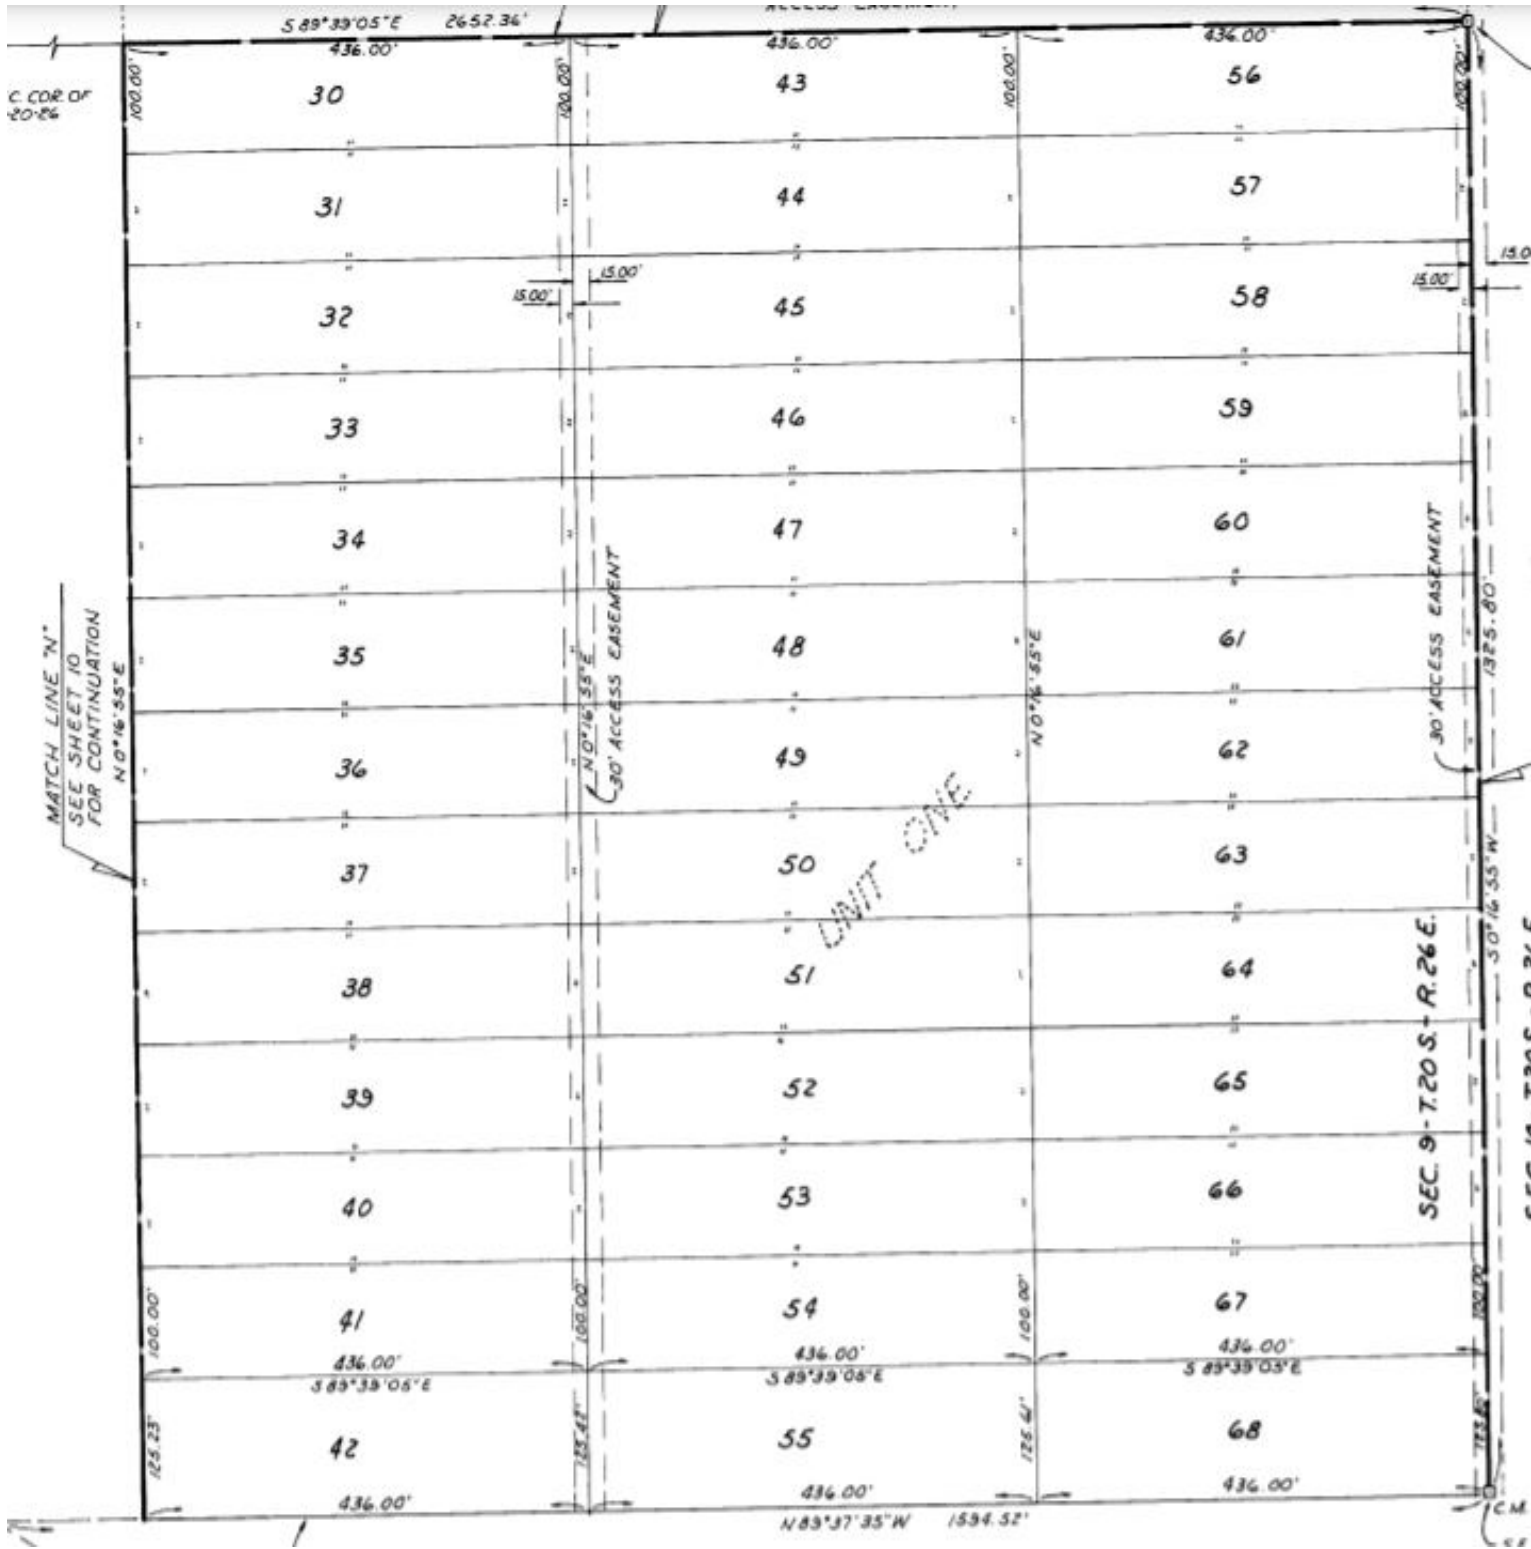 S 89°39'05"E 2652.36'
ACCESS EASEMENT
436.00' 436.00' 436.00'
100.00' 100.00' 100.00' 100.00'
C. COR. OF
-20-26
30 43 56
31 44 57
15.00' 15.0
15.00' 15.00'
32 45 58
33 46 59
34 47 60
35 48 61
36 49 62
37 50 63
38 51 64
39 52 65
40 53 66
41 54 67
MATCH LINE "N"
SEE SHEET 10
FOR CONTINUATION
N 0°16'55"E
N 0°16'55"E
30' ACCESS EASEMENT
N 0°16'55"E
30' ACCESS EASEMENT
1325.80'
S 0°16'55"W
UNIT ONE
SEC. 9-T.20 S.-R.26 E.
100.00' 100.00' 100.00' 100.00'
436.00' 436.00' 436.00'
S 89°39'05"E S 89°39'05"E S 89°39'05"E
42 55 68
125.23' 125.42' 125.61'
436.00' 436.00' 436.00'
N 89°37'35"W 1594.52'
C.M.
S.E.